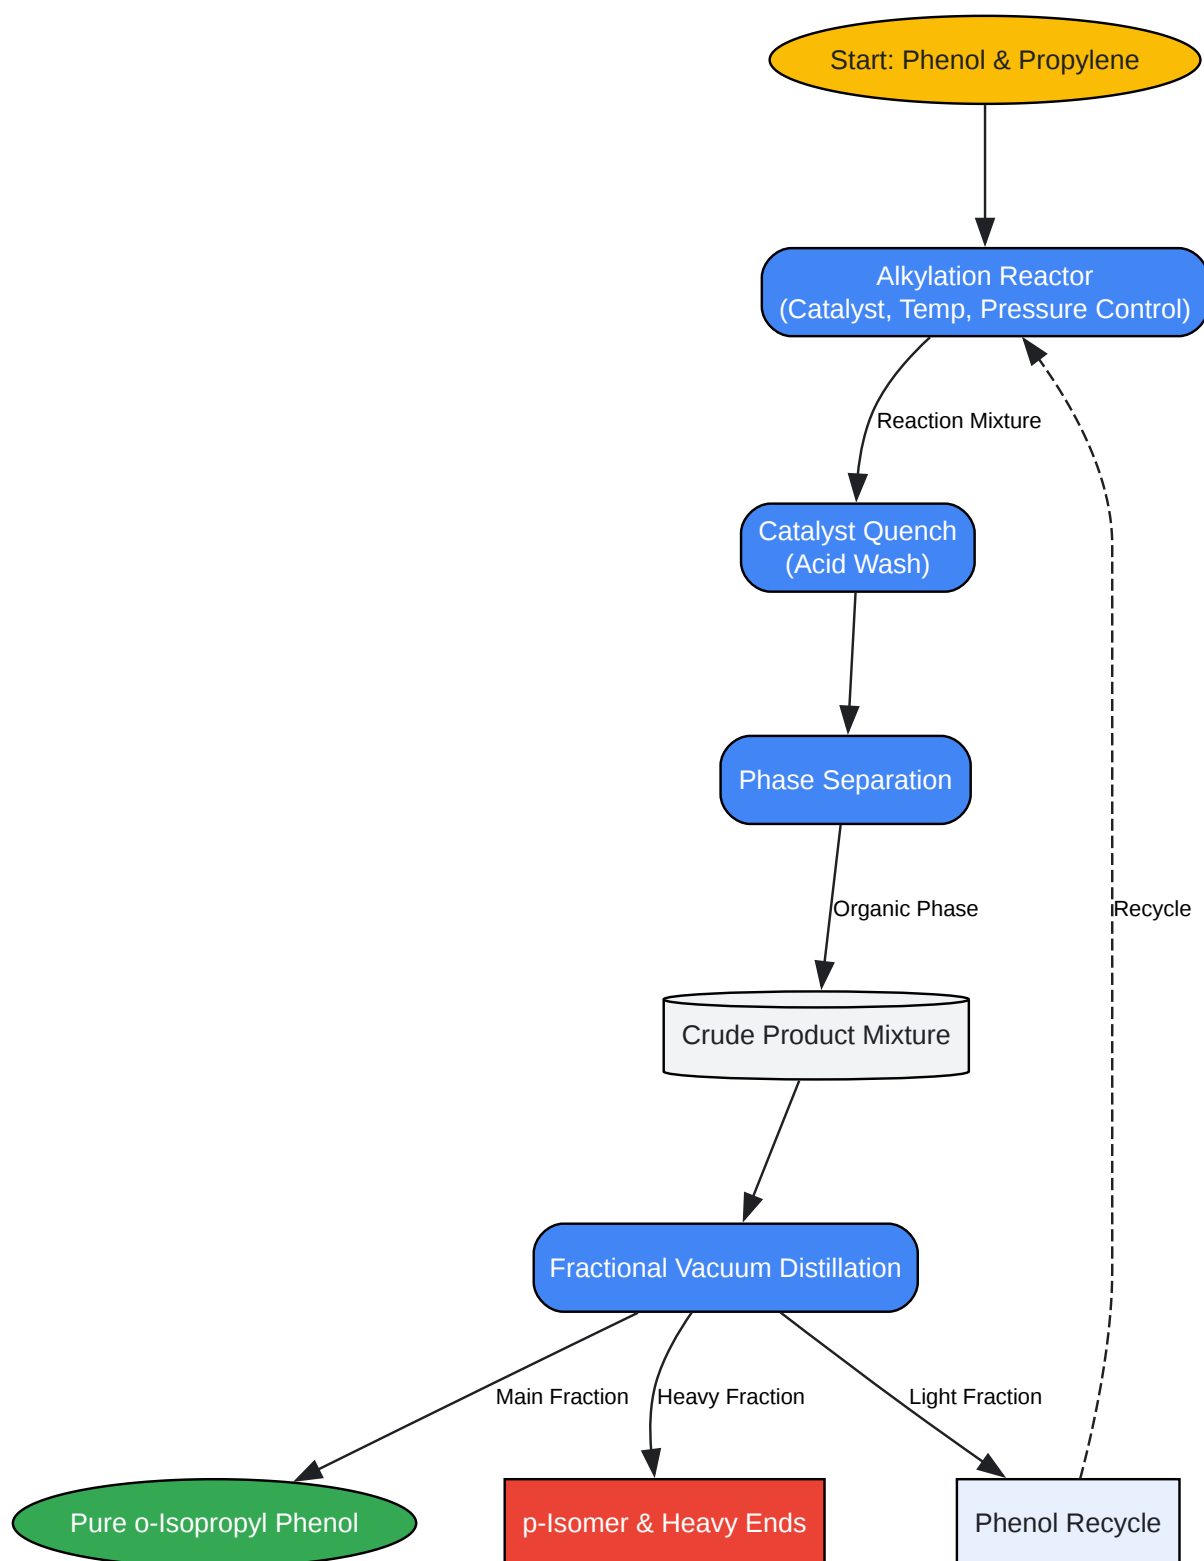 Start: Phenol & Propylene
Alkylation Reactor
(Catalyst, Temp, Pressure Control)
Reaction Mixture
Catalyst Quench
(Acid Wash)
Phase Separation
Organic Phase
Recycle
Crude Product Mixture
Fractional Vacuum Distillation
Main Fraction
Heavy Fraction
Light Fraction
Pure o-Isopropyl Phenol
p-Isomer & Heavy Ends
Phenol Recycle